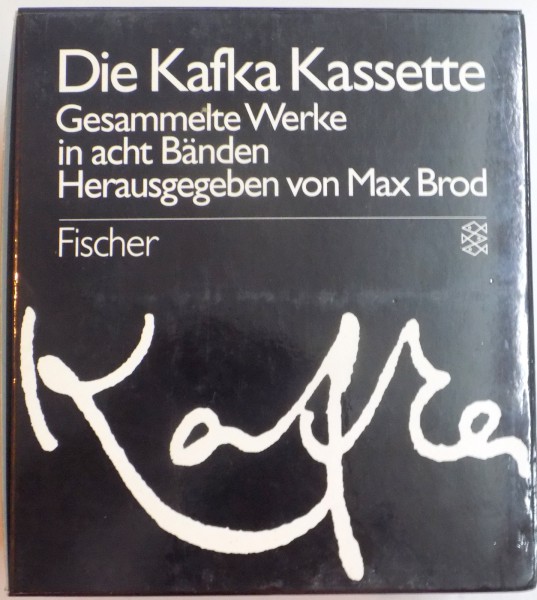 Die Kafka Kassette
Gesammelte Werke
in acht Bänden
Herausgegeben von Max Brod
Fischer
Kafka